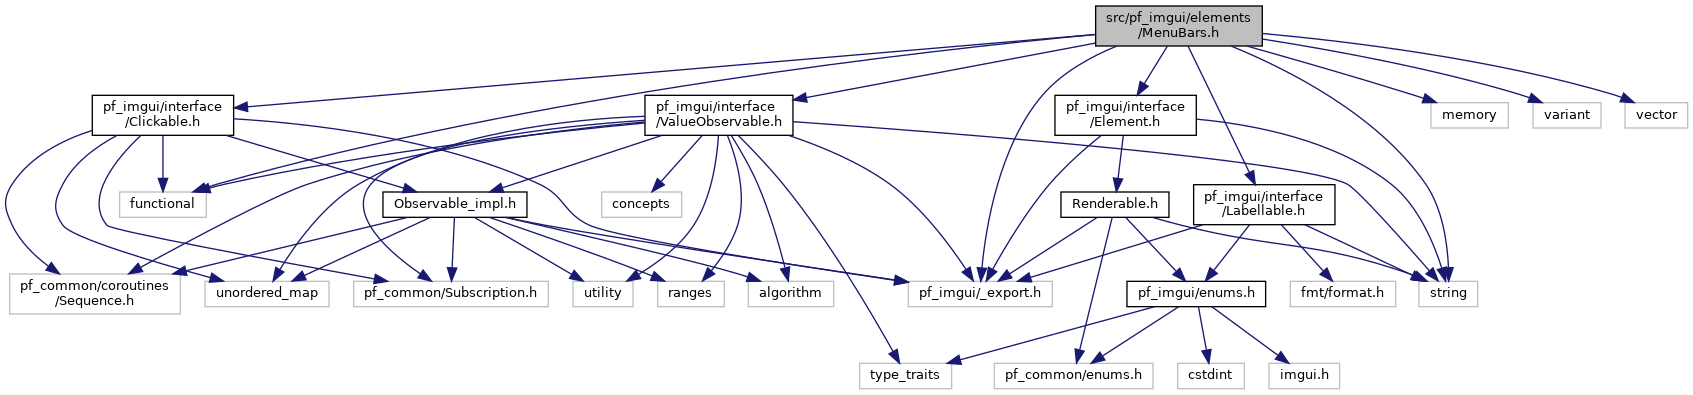 src/pf_imgui/elements
/MenuBars.h
pf_imgui/interface
/Clickable.h
pf_imgui/interface
/ValueObservable.h
pf_imgui/interface
/Element.h
memory
variant
vector
functional
Observable_impl.h
concepts
Renderable.h
pf_imgui/interface
/Labellable.h
pf_common/coroutines
/Sequence.h
unordered_map
pf_common/Subscription.h
utility
ranges
algorithm
pf_imgui/_export.h
pf_imgui/enums.h
fmt/format.h
string
type_traits
pf_common/enums.h
cstdint
imgui.h